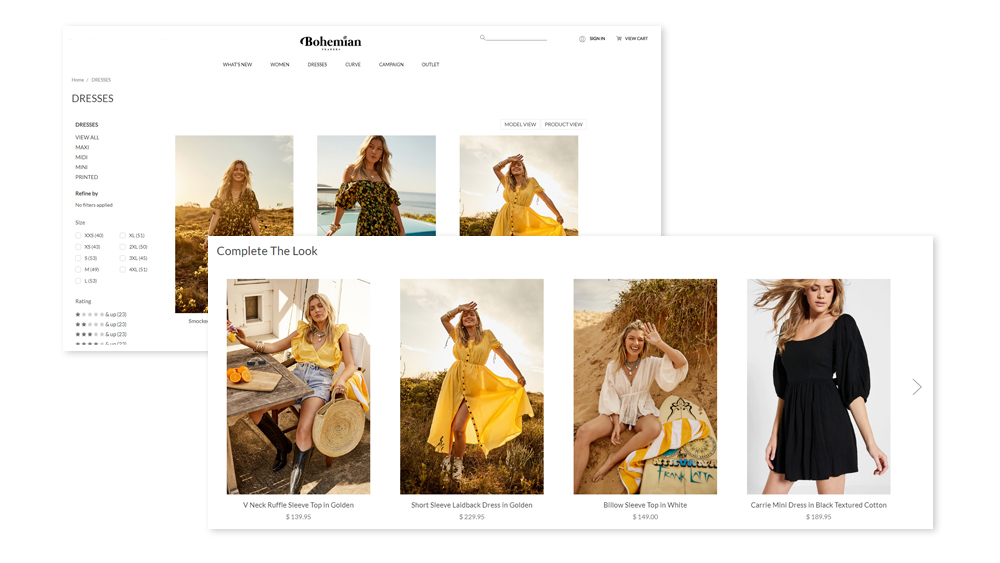 Bohemian
TRADERS
SIGN IN
VIEW CART
WHAT'S NEW
WOMEN
DRESSES
CURVE
CAMPAIGN
OUTLET
Home / DRESSES
DRESSES
DRESSES
VIEW ALL
MAXI
MIDI
MINI
PRINTED
Refine by
No filters applied
Size
XXS (40)
XL (51)
XS (43)
2XL (50)
S (53)
3XL (45)
M (49)
4XL (51)
L (53)
Rating
& up (23)
& up (23)
& up (23)
MODEL VIEW
PRODUCT VIEW
Smocked
Complete The Look
FRANK LATTA
V Neck Ruffle Sleeve Top in Golden
$ 139.95
Short Sleeve Laidback Dress in Golden
$ 229.95
Billow Sleeve Top in White
$ 149.00
Carrie Mini Dress in Black Textured Cotton
$ 189.95